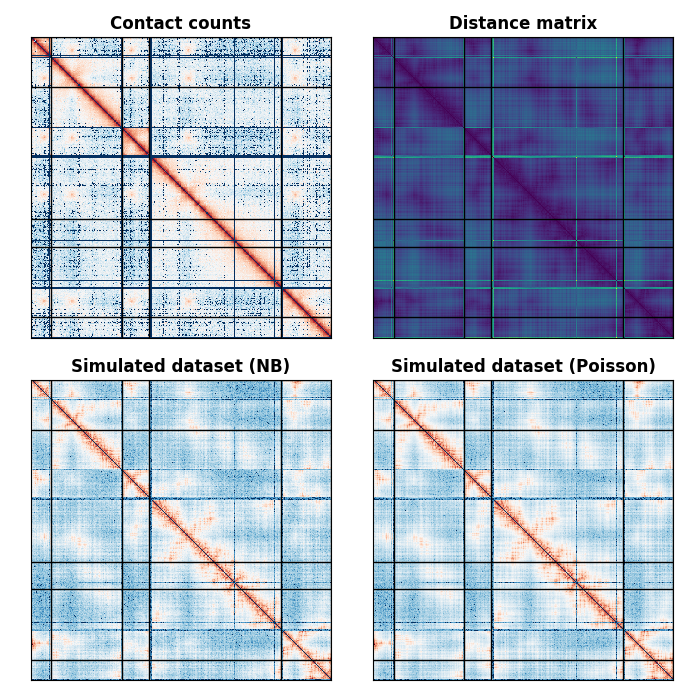 Contact counts
Distance matrix
Simulated dataset (NB)
Simulated dataset (Poisson)